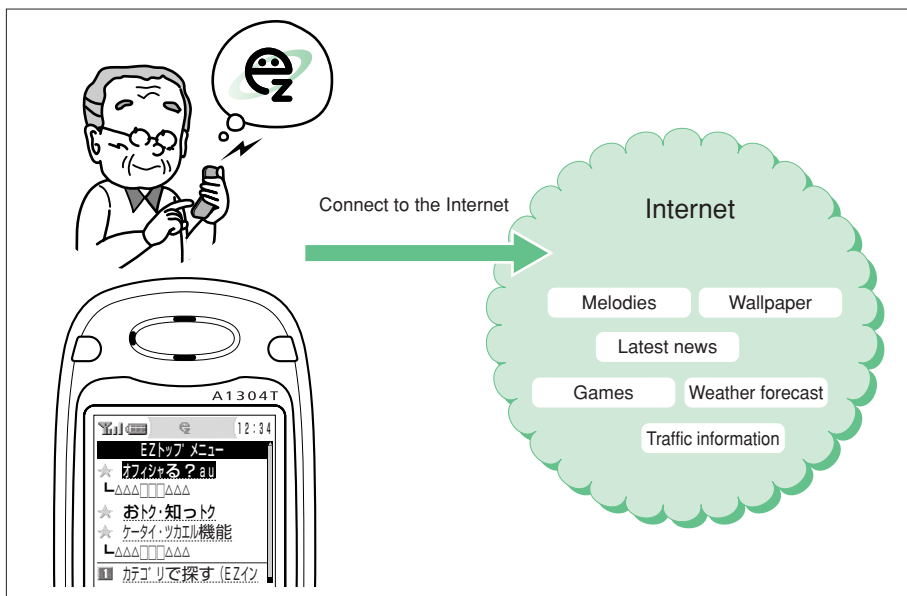 ez
Connect to the Internet
Internet
Melodies
Wallpaper
Latest news
Games
Weather forecast
Traffic information
A1304T
12:34
EZトップメニュー
オフィシャる?au
└△△△□□□△△△
おトク・知っトク
ケータイ・ツカエル機能
└△△△□□□△△△
1 カテゴリで探す(EZイン